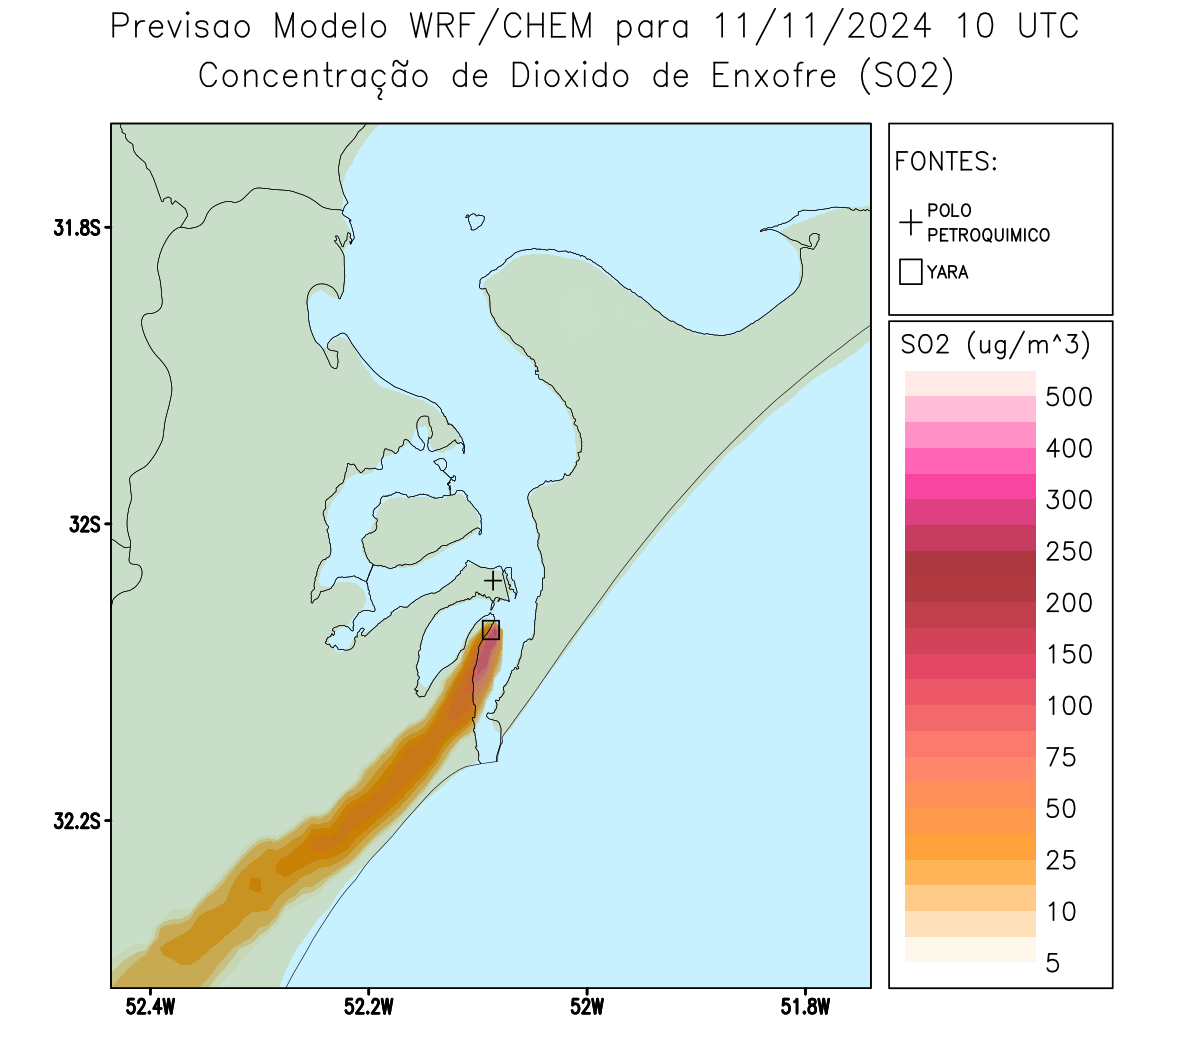 Previsao Modelo WRF/CHEM para 11/11/2024 10 UTC
Concentração de Dioxido de Enxofre (SO2)
FONTES:
POLO
PETROQUIMICO
YARA
31.8S
32S
32.2S
52.4W
52.2W
52W
51.8W
SO2 (ug/m^3)
500
400
300
250
200
150
100
75
50
25
10
5